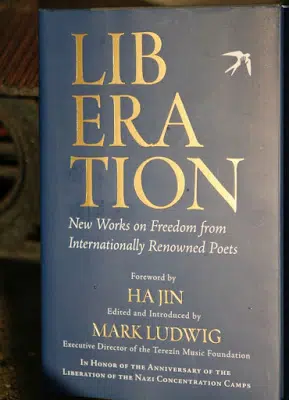 LIB
ERA
TION
New Works on Freedom from
Internationally Renowned Poets
Foreword by
HA JIN
Edited and Introduced by
MARK LUDWIG
Executive Director of the Terezín Music Foundation
In Honor of the Anniversary of the
Liberation of the Nazi Concentration Camps